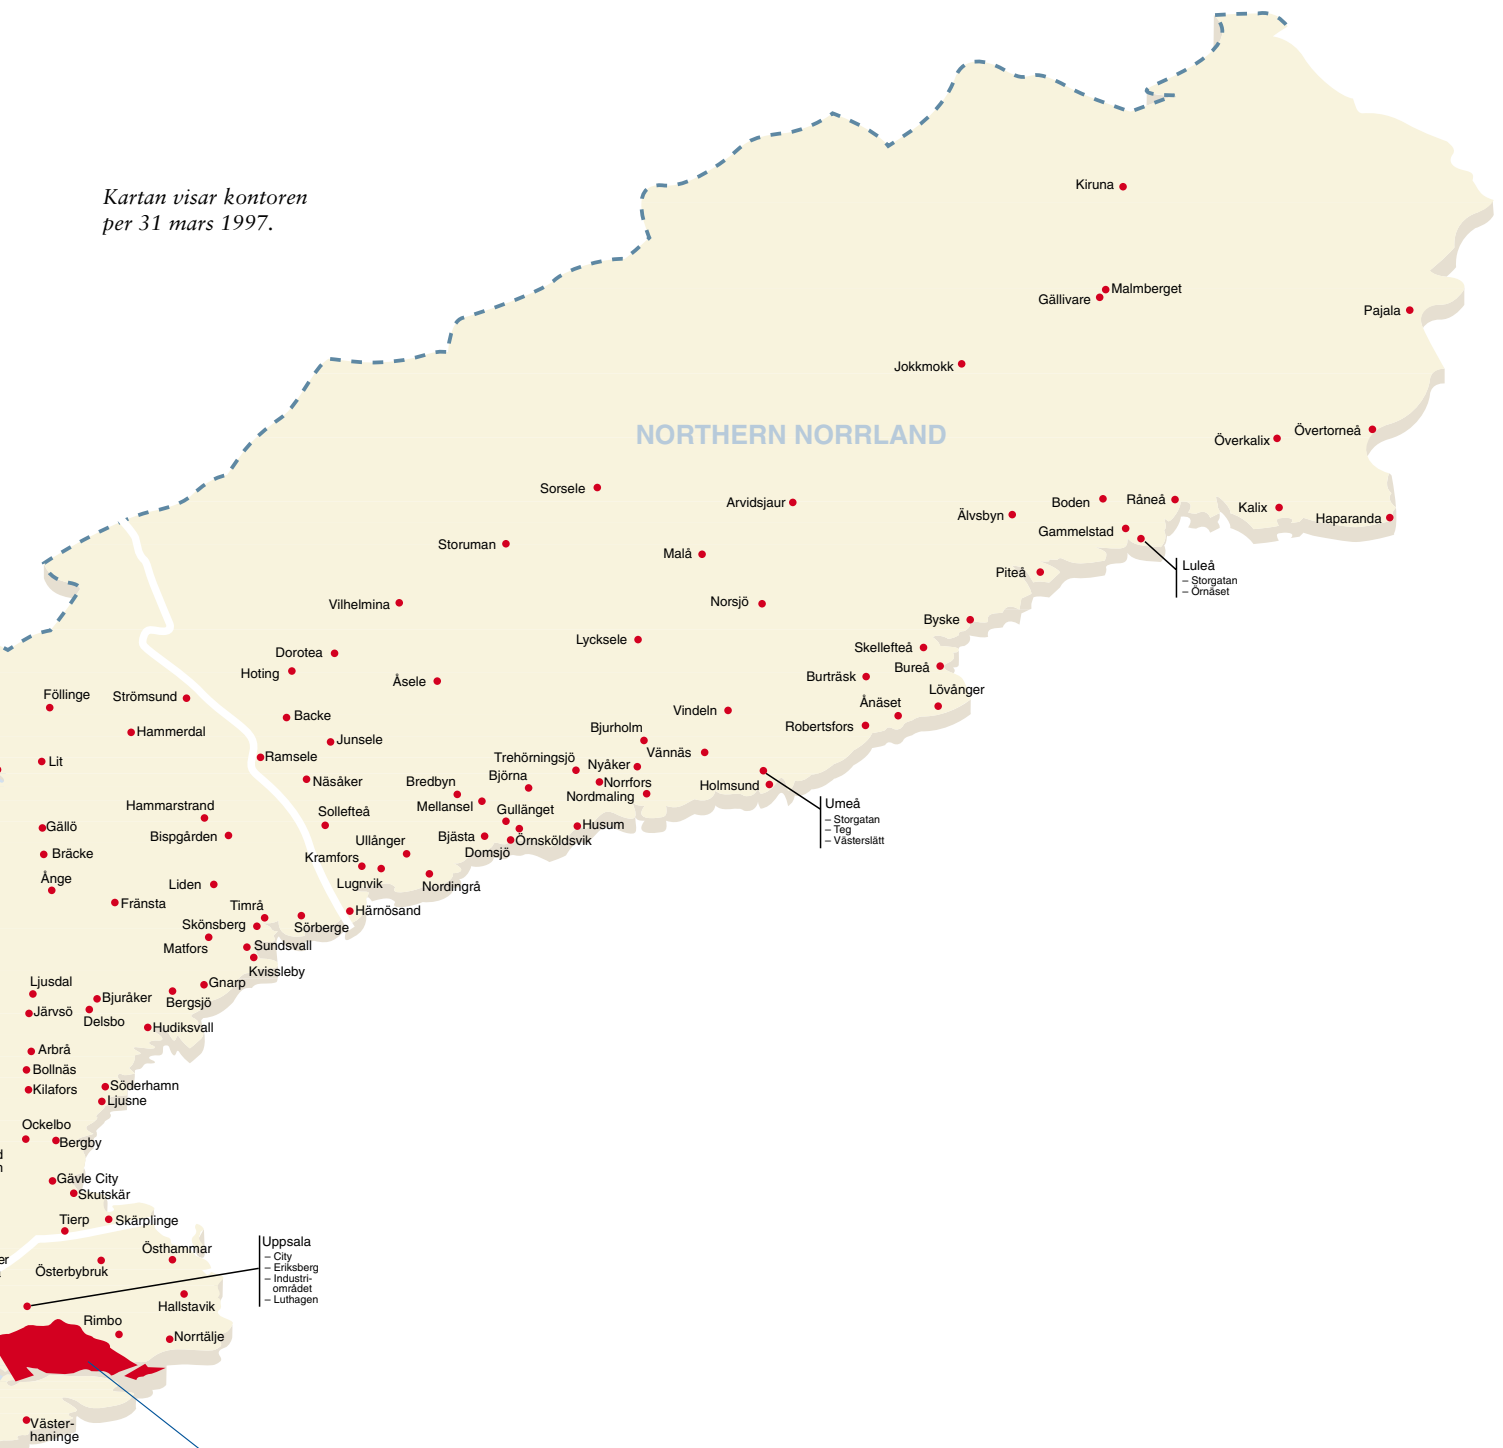 Kartan visar kontoren
per 31 mars 1997.
Kiruna
Malmberget
Gällivare
Pajala
Jokkmokk
NORTHERN NORRLAND
Övertorneå
Överkalix
Sorsele
Arvidsjaur
Boden
Råneå
Kalix
Älvsbyn
Haparanda
Gammelstad
Storuman
Malå
Luleå
– Storgatan
– Örnäset
Piteå
Vilhelmina
Norsjö
Byske
Lycksele
Skellefteå
Dorotea
Bureå
Hoting
Åsele
Burträsk
Lövånger
Föllinge
Strömsund
Ånäset
Vindeln
Backe
Robertsfors
Bjurholm
Hammerdal
Junsele
Vännäs
Ramsele
Trehörningsjö
Lit
Nyåker
Björna
Näsåker
Bredbyn
Norrfors
Holmsund
Nordmaling
Umeå
– Storgatan
– Teg
– Västerslätt
Hammarstrand
Mellansel
Gullänget
Sollefteå
Husum
Gällö
Bispgården
Ullånger
Bjästa
Örnsköldsvik
Domsjö
Bräcke
Kramfors
Ånge
Liden
Lugnvik
Nordingrå
Fränsta
Timrå
Härnösand
Skönsberg
Sörberge
Matfors
Sundsvall
Kvissleby
Ljusdal
Gnarp
Bjuråker
Bergsjö
Järvsö
Delsbo
Hudiksvall
Arbrå
Bollnäs
Kilafors
Söderhamn
Ljusne
Ockelbo
Bergby
d
n
Gävle City
Skutskär
Tierp
Skärplinge
Uppsala
– City
– Eriksberg
– Industri-
området
– Luthagen
Östhammar
er
Österbybruk
Hallstavik
Rimbo
Norrtälje
Väster-
haninge